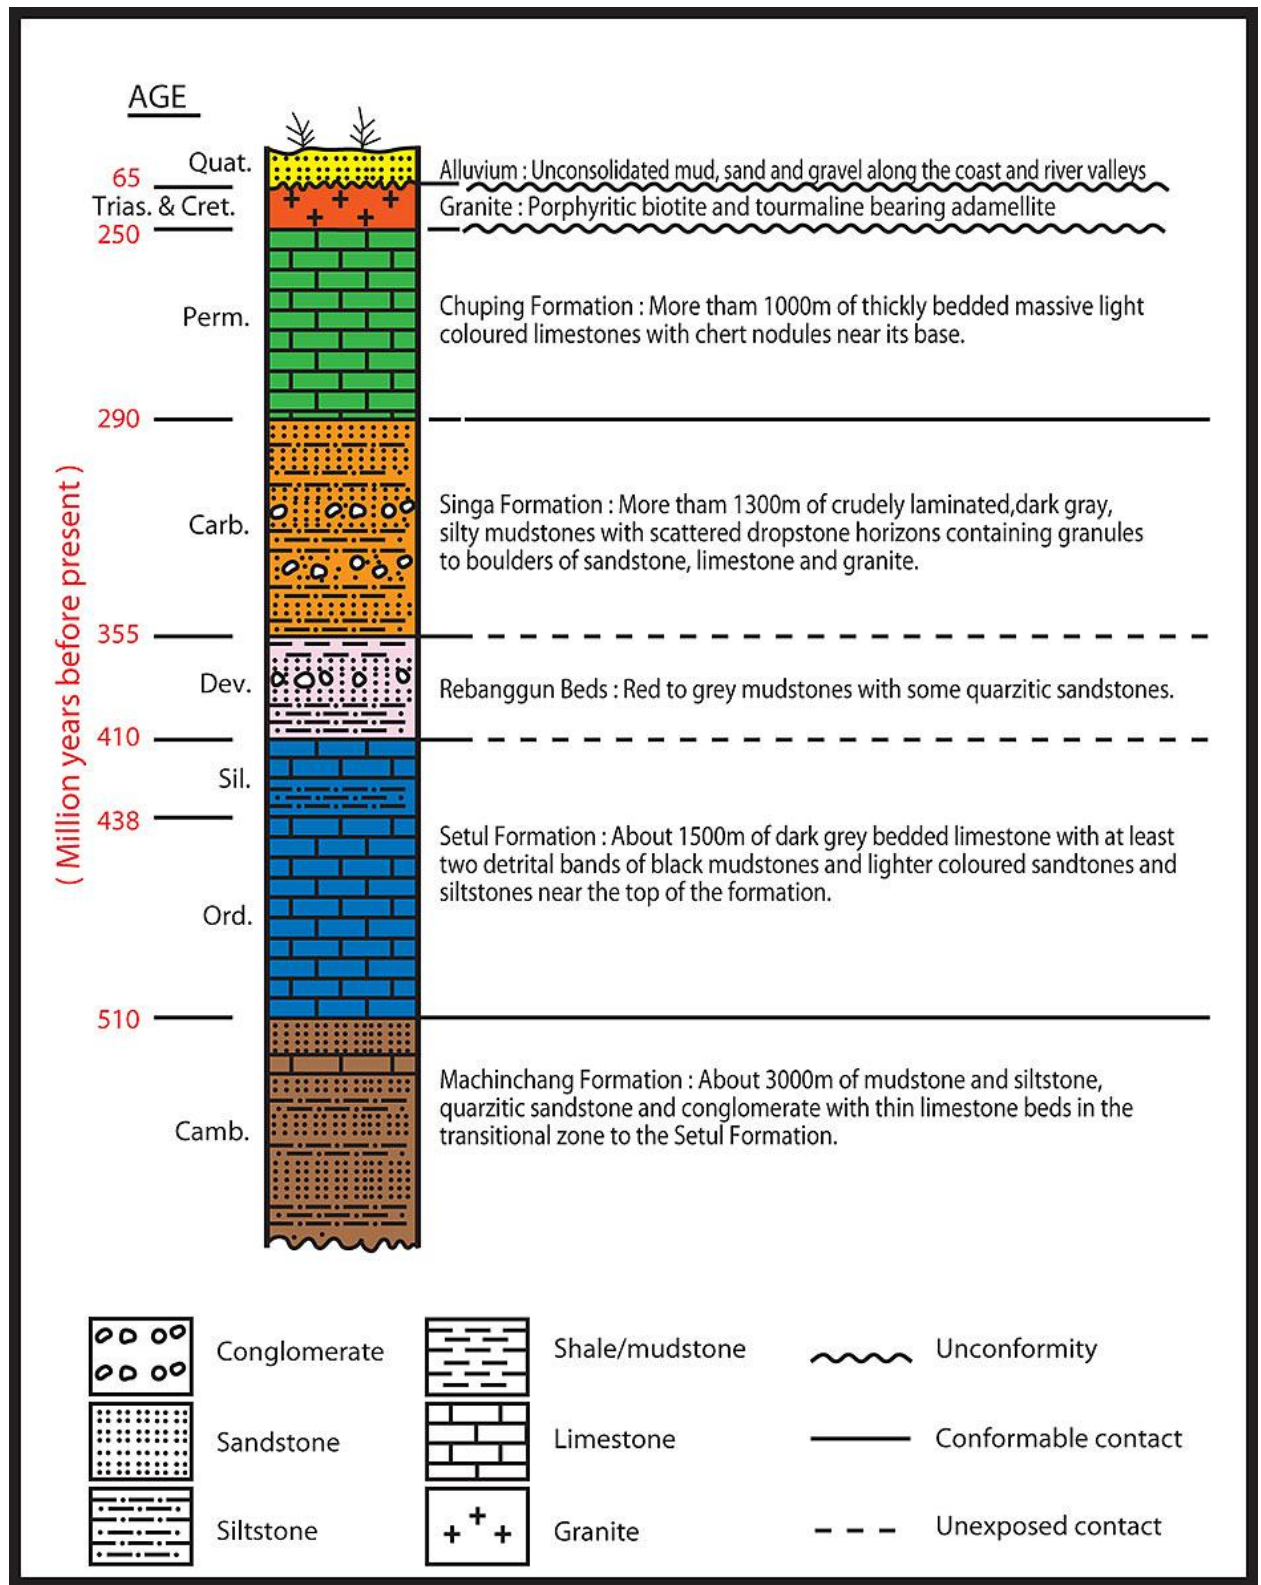 AGE
Quat.
65
Alluvium : Unconsolidated mud, sand and gravel along the coast and river valleys
Trias. & Cret.
Granite : Porphyritic biotite and tourmaline bearing adamellite
250
Perm.
Chuping Formation : More tham 1000m of thickly bedded massive light
coloured limestones with chert nodules near its base.
290
Carb.
Singa Formation : More tham 1300m of crudely laminated,dark gray,
silty mudstones with scattered dropstone horizons containing granules
to boulders of sandstone, limestone and granite.
355
Dev.
Rebanggun Beds : Red to grey mudstones with some quarzitic sandstones.
410
Sil.
438
Setul Formation : About 1500m of dark grey bedded limestone with at least
two detrital bands of black mudstones and lighter coloured sandtones and
siltstones near the top of the formation.
Ord.
510
Machinchang Formation : About 3000m of mudstone and siltstone,
quarzitic sandstone and conglomerate with thin limestone beds in the
transitional zone to the Setul Formation.
Camb.
( Million years before present )
Conglomerate
Shale/mudstone
Unconformity
Sandstone
Limestone
Conformable contact
Siltstone
Granite
Unexposed contact